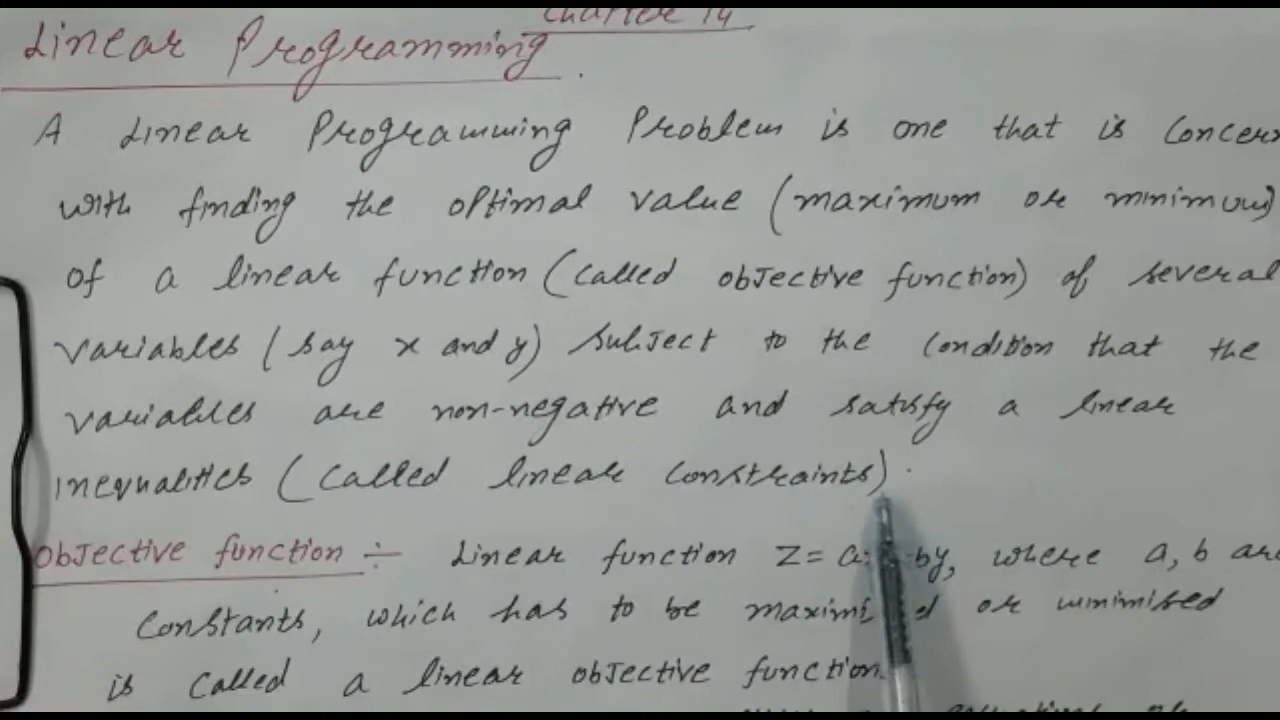 Chapter 14
Linear Programming
A Linear Programming Problem is one that is Concer
with finding the optimal value (maximum or minimum)
of a linear function (called objective function) of several
variables (say x and y) subject to the condition that the
variables are non-negative and satisfy a linear
inequalities (called linear constraints).
Objective function ÷ Linear function Z = a by, where a, b are
Constants, which has to be maximi d or minimised
is called a linear objective function.